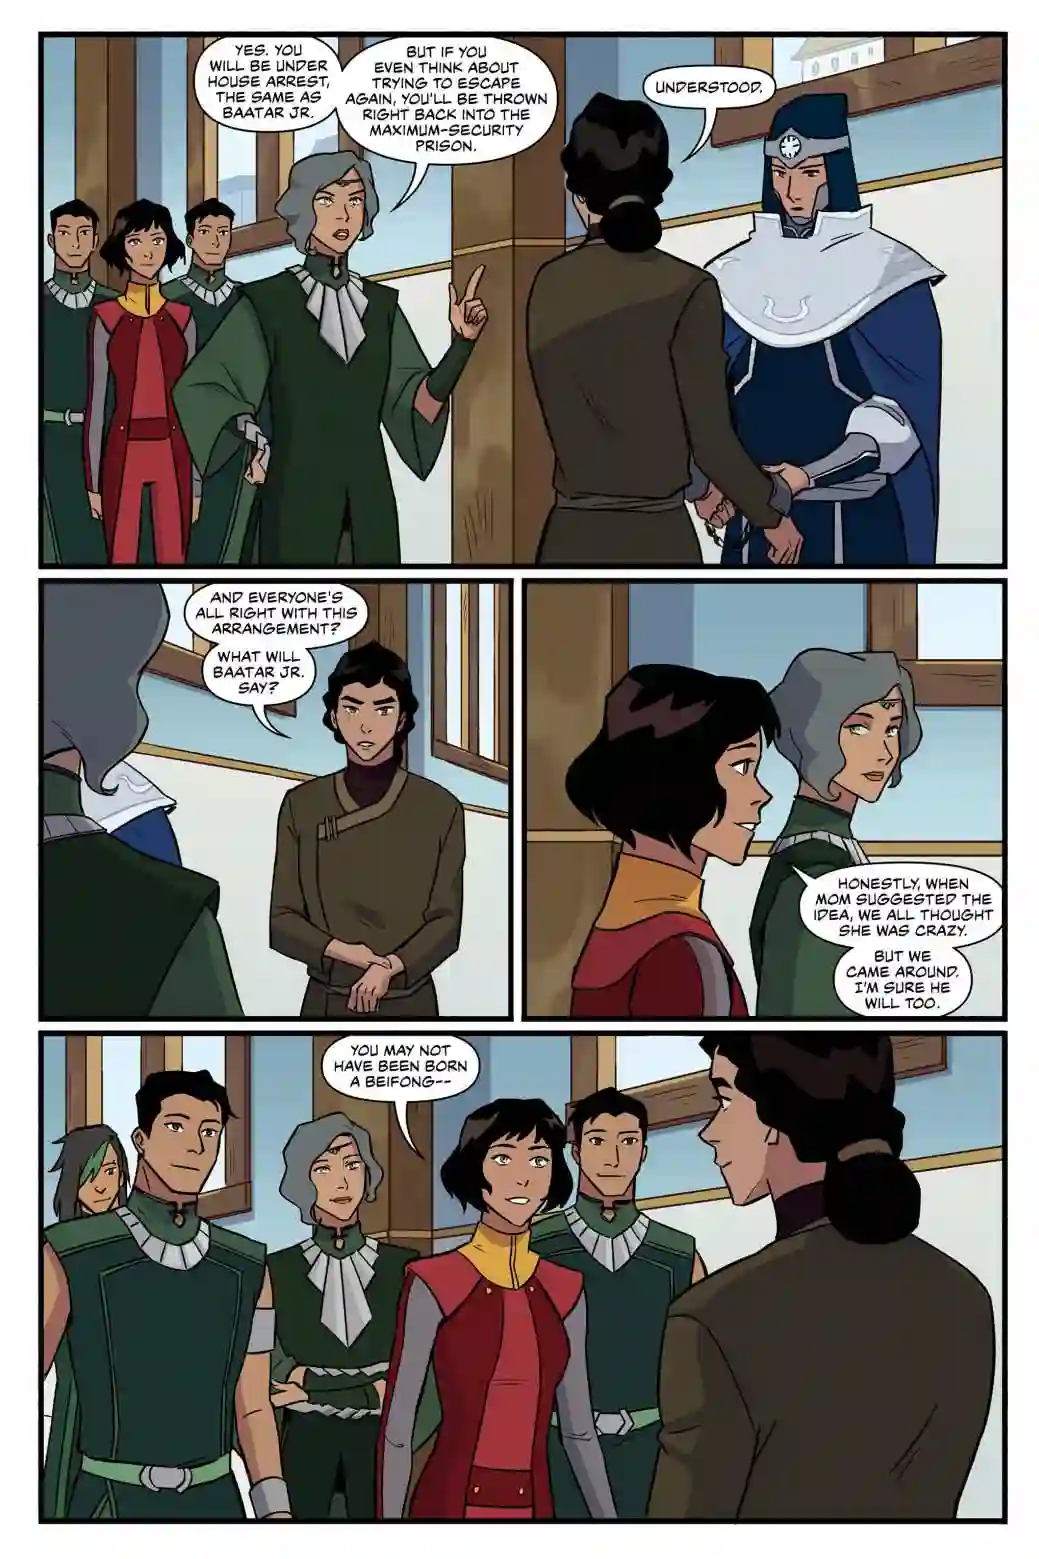 YES. YOU
WILL BE UNDER
HOUSE ARREST,
THE SAME AS
BAATAR JR.
BUT IF YOU
EVEN THINK ABOUT
TRYING TO ESCAPE
AGAIN, YOU'LL BE THROWN
RIGHT BACK INTO THE
MAXIMUM-SECURITY
PRISON.
UNDERSTOOD.
AND EVERYONE'S
ALL RIGHT WITH THIS
ARRANGEMENT?
WHAT WILL
BAATAR JR.
SAY?
HONESTLY, WHEN
MOM SUGGESTED THE
IDEA, WE ALL THOUGHT
SHE WAS CRAZY.
BUT WE
CAME AROUND.
I'M SURE HE
WILL TOO.
YOU MAY NOT
HAVE BEEN BORN
A BEIFONG--